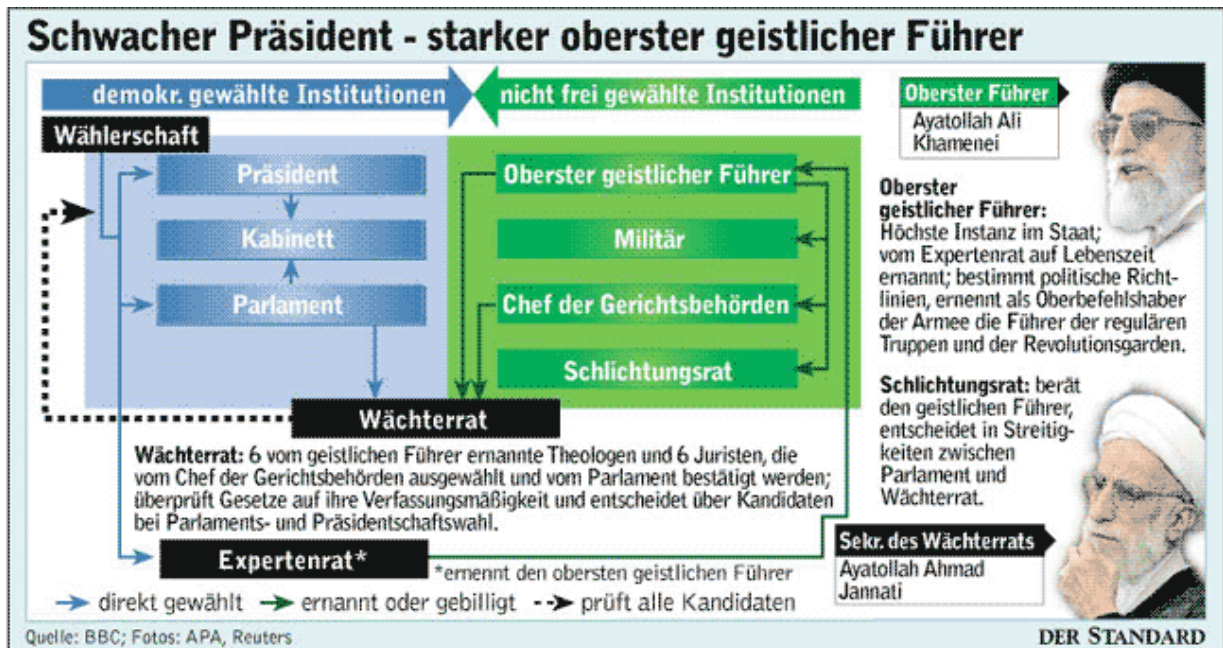 Schwacher Präsident - starker oberster geistlicher Führer
demokr. gewählte Institutionen
nicht frei gewählte Institutionen
Wählerschaft
Präsident
Kabinett
Parlament
Oberster geistlicher Führer
Militär
Chef der Gerichtsbehörden
Schlichtungsrat
Wächterrat
Wächterrat: 6 vom geistlichen Führer ernannte Theologen und 6 Juristen, die
vom Chef der Gerichtsbehörden ausgewählt und vom Parlament bestätigt werden;
überprüft Gesetze auf ihre Verfassungsmäßigkeit und entscheidet über Kandidaten
bei Parlaments- und Präsidentschaftswahl.
Expertenrat*
*ernennt den obersten geistlichen Führer
direkt gewählt
ernannt oder gebilligt
prüft alle Kandidaten
Oberster Führer
Ayatollah Ali
Khamenei
Oberster
geistlicher Führer:
Höchste Instanz im Staat;
vom Expertenrat auf Lebenszeit
ernannt; bestimmt politische Richt-
linien, ernennt als Oberbefehlshaber
der Armee die Führer der regulären
Truppen und der Revolutionsgarden.
Schlichtungsrat: berät
den geistlichen Führer,
entscheidet in Streitig-
keiten zwischen
Parlament und
Wächterrat.
Sekr. des Wächterrats
Ayatollah Ahmad
Jannati
Quelle: BBC; Fotos: APA, Reuters
DER STANDARD